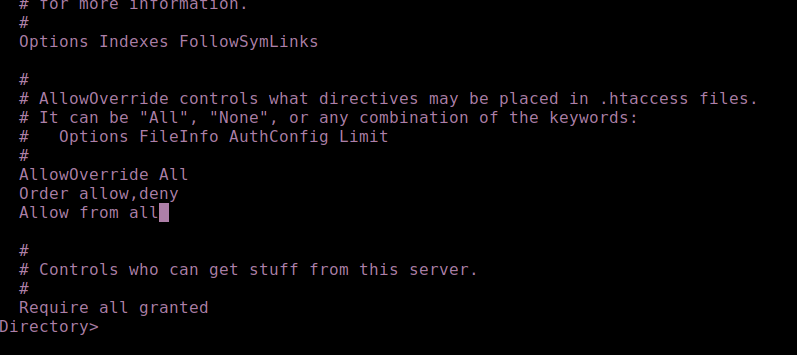 # for more information.
#
Options Indexes FollowSymLinks
#
# AllowOverride controls what directives may be placed in .htaccess files.
# It can be "All", "None", or any combination of the keywords:
#   Options FileInfo AuthConfig Limit
#
AllowOverride All
Order allow,deny
Allow from all
#
# Controls who can get stuff from this server.
#
Require all granted
Directory>